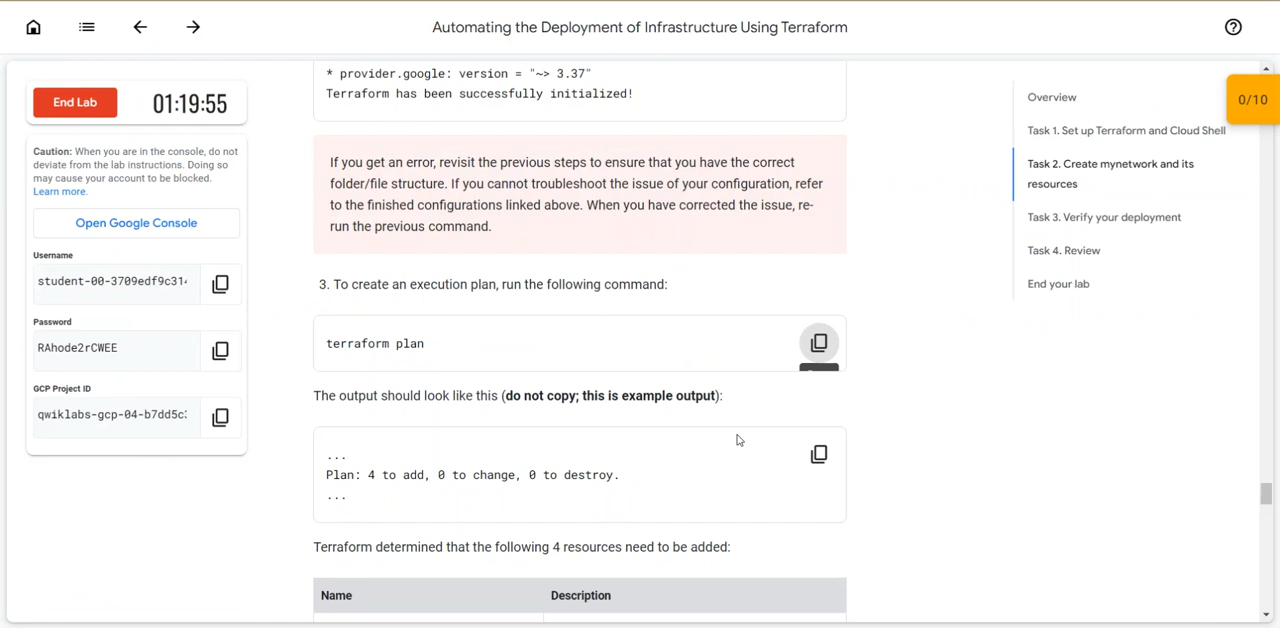 Automating the Deployment of Infrastructure Using Terraform
End Lab
01:19:55
Caution: When you are in the console, do not
deviate from the lab instructions. Doing so
may cause your account to be blocked.
Learn more.
Open Google Console
Username
student-00-3709edf9c314
Password
RAhode2rCWEE
GCP Project ID
qwiklabs-gcp-04-b7dd5c3
* provider.google: version = "~> 3.37"
Terraform has been successfully initialized!
If you get an error, revisit the previous steps to ensure that you have the correct
folder/file structure. If you cannot troubleshoot the issue of your configuration, refer
to the finished configurations linked above. When you have corrected the issue, re-
run the previous command.
3. To create an execution plan, run the following command:
terraform plan
The output should look like this (do not copy; this is example output):
...
Plan: 4 to add, 0 to change, 0 to destroy.
...
Terraform determined that the following 4 resources need to be added:
Name Description
Overview
Task 1. Set up Terraform and Cloud Shell
Task 2. Create mynetwork and its
resources
Task 3. Verify your deployment
Task 4. Review
End your lab
0/10